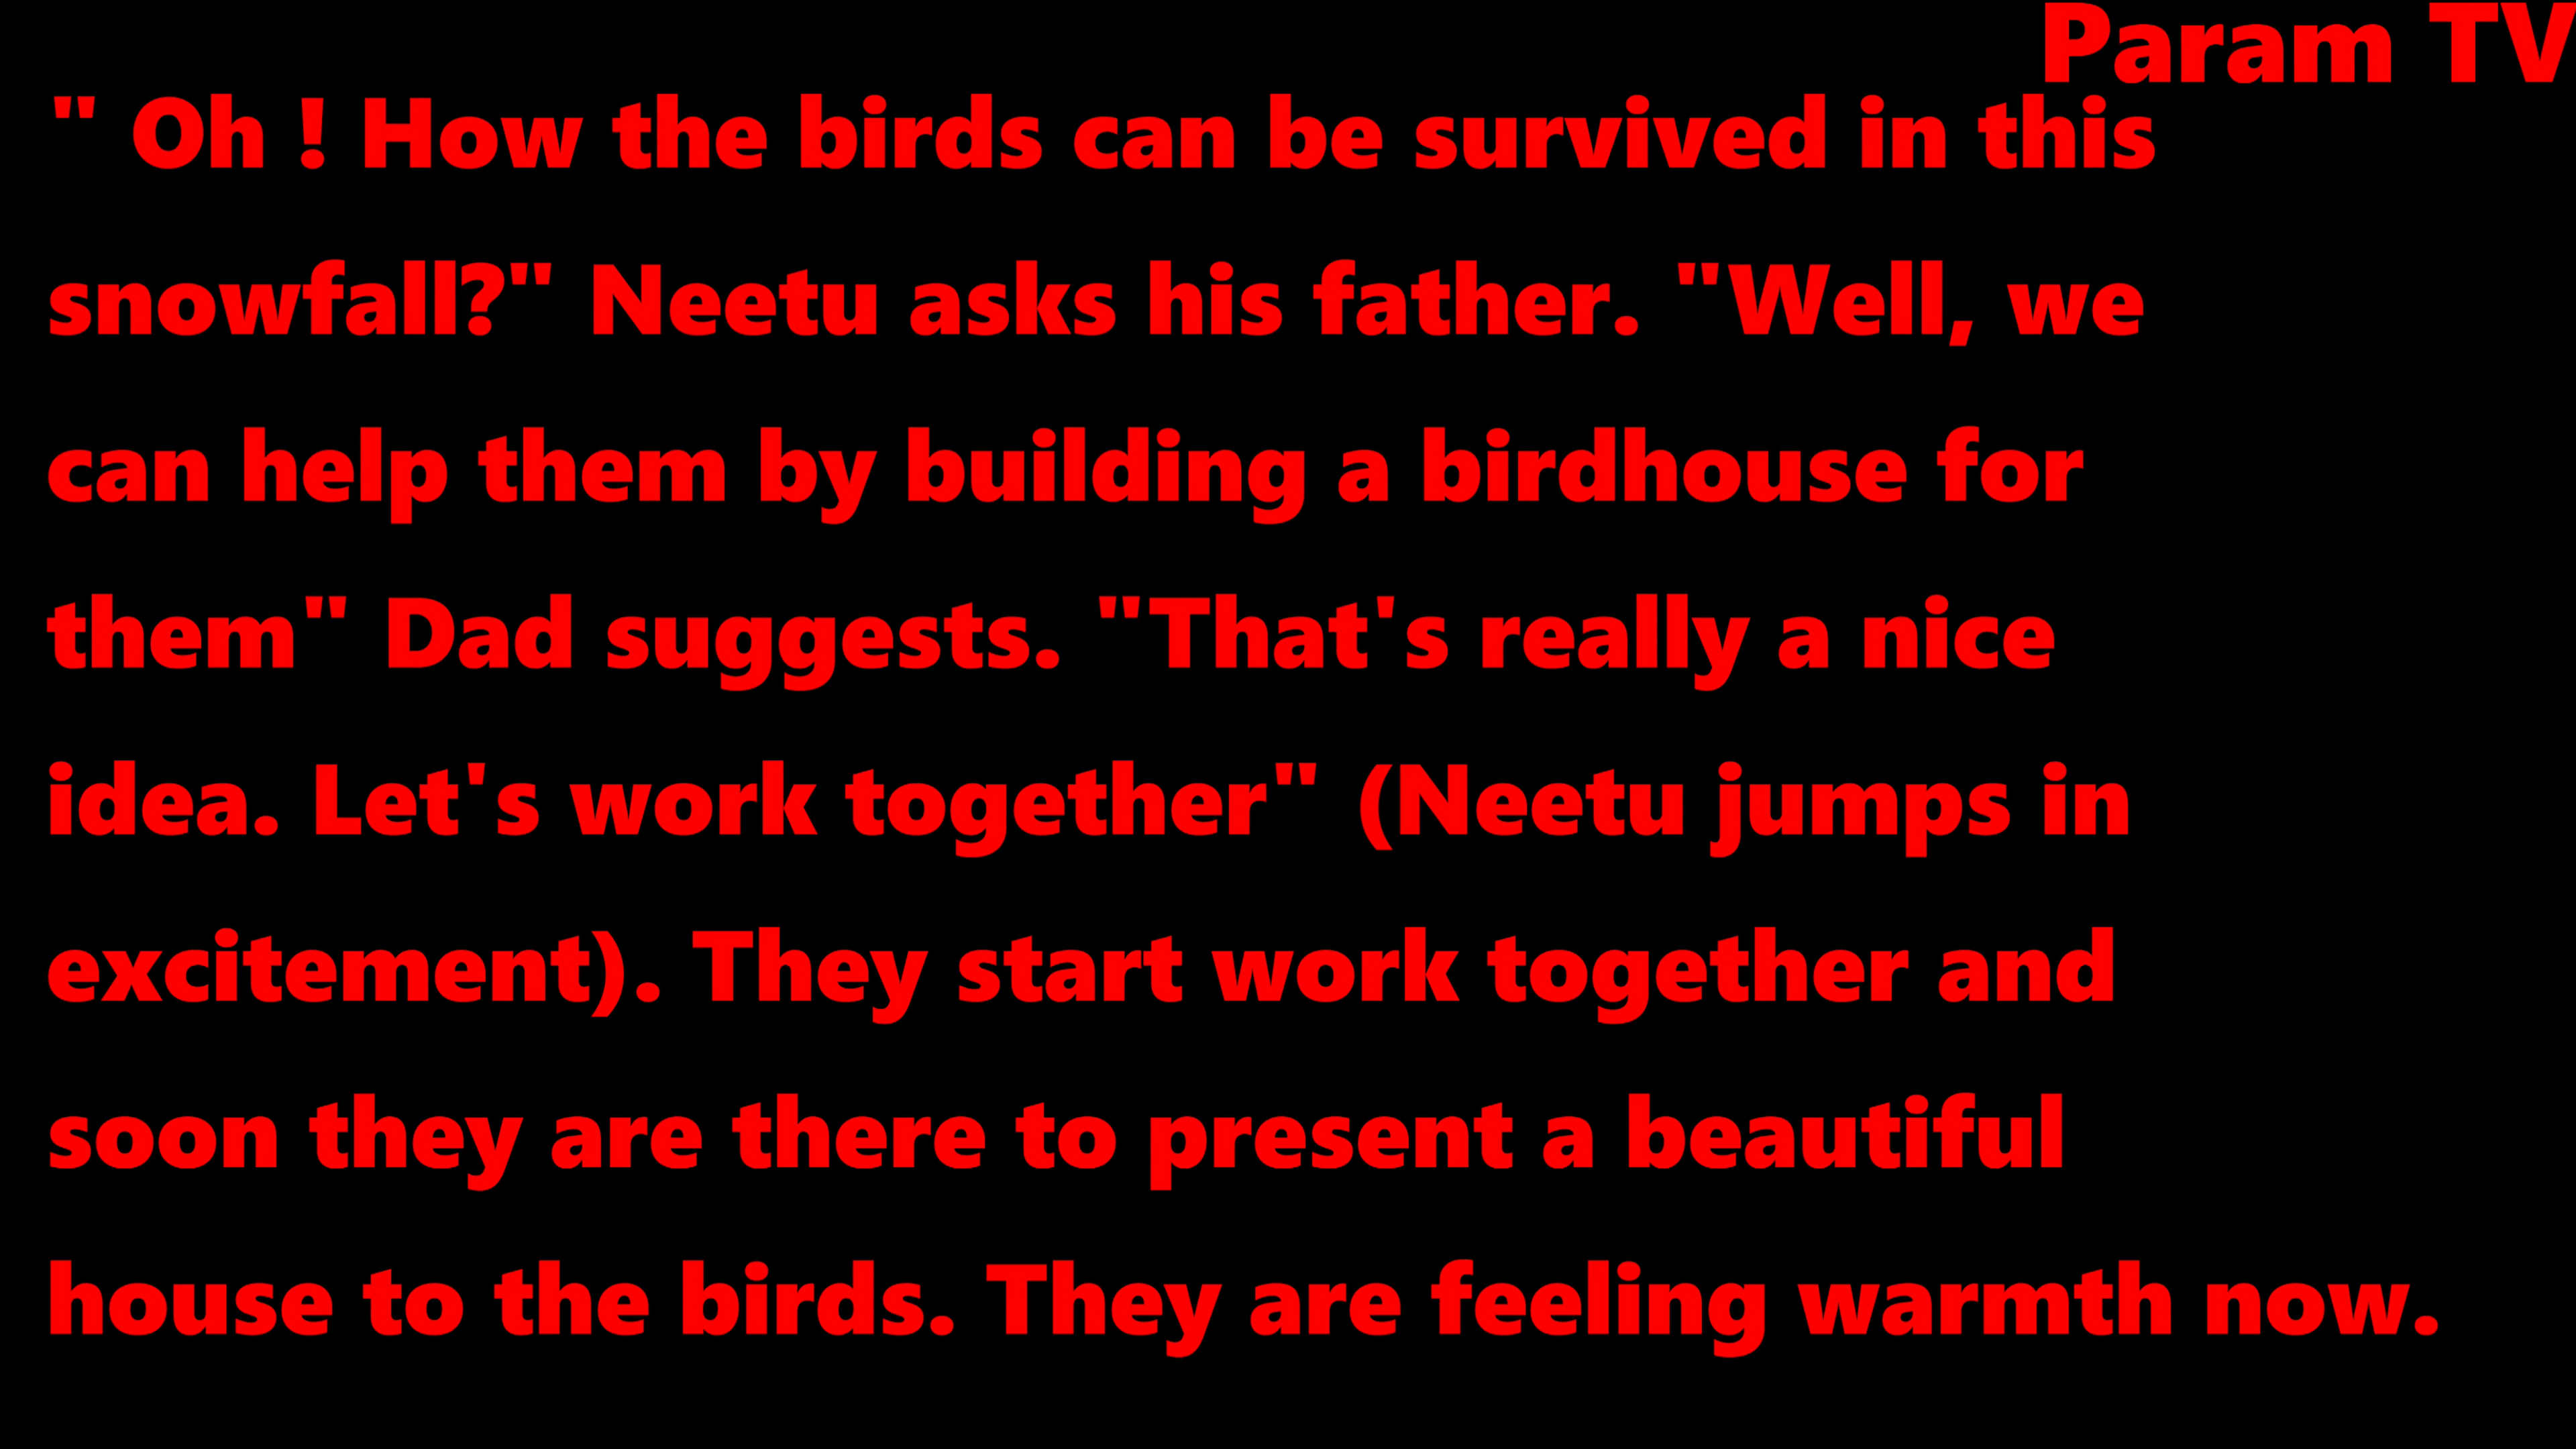 Param TV
" Oh ! How the birds can be survived in this
snowfall?" Neetu asks his father. "Well, we
can help them by building a birdhouse for
them" Dad suggests. "That's really a nice
idea. Let's work together" (Neetu jumps in
excitement). They start work together and
soon they are there to present a beautiful
house to the birds. They are feeling warmth now.